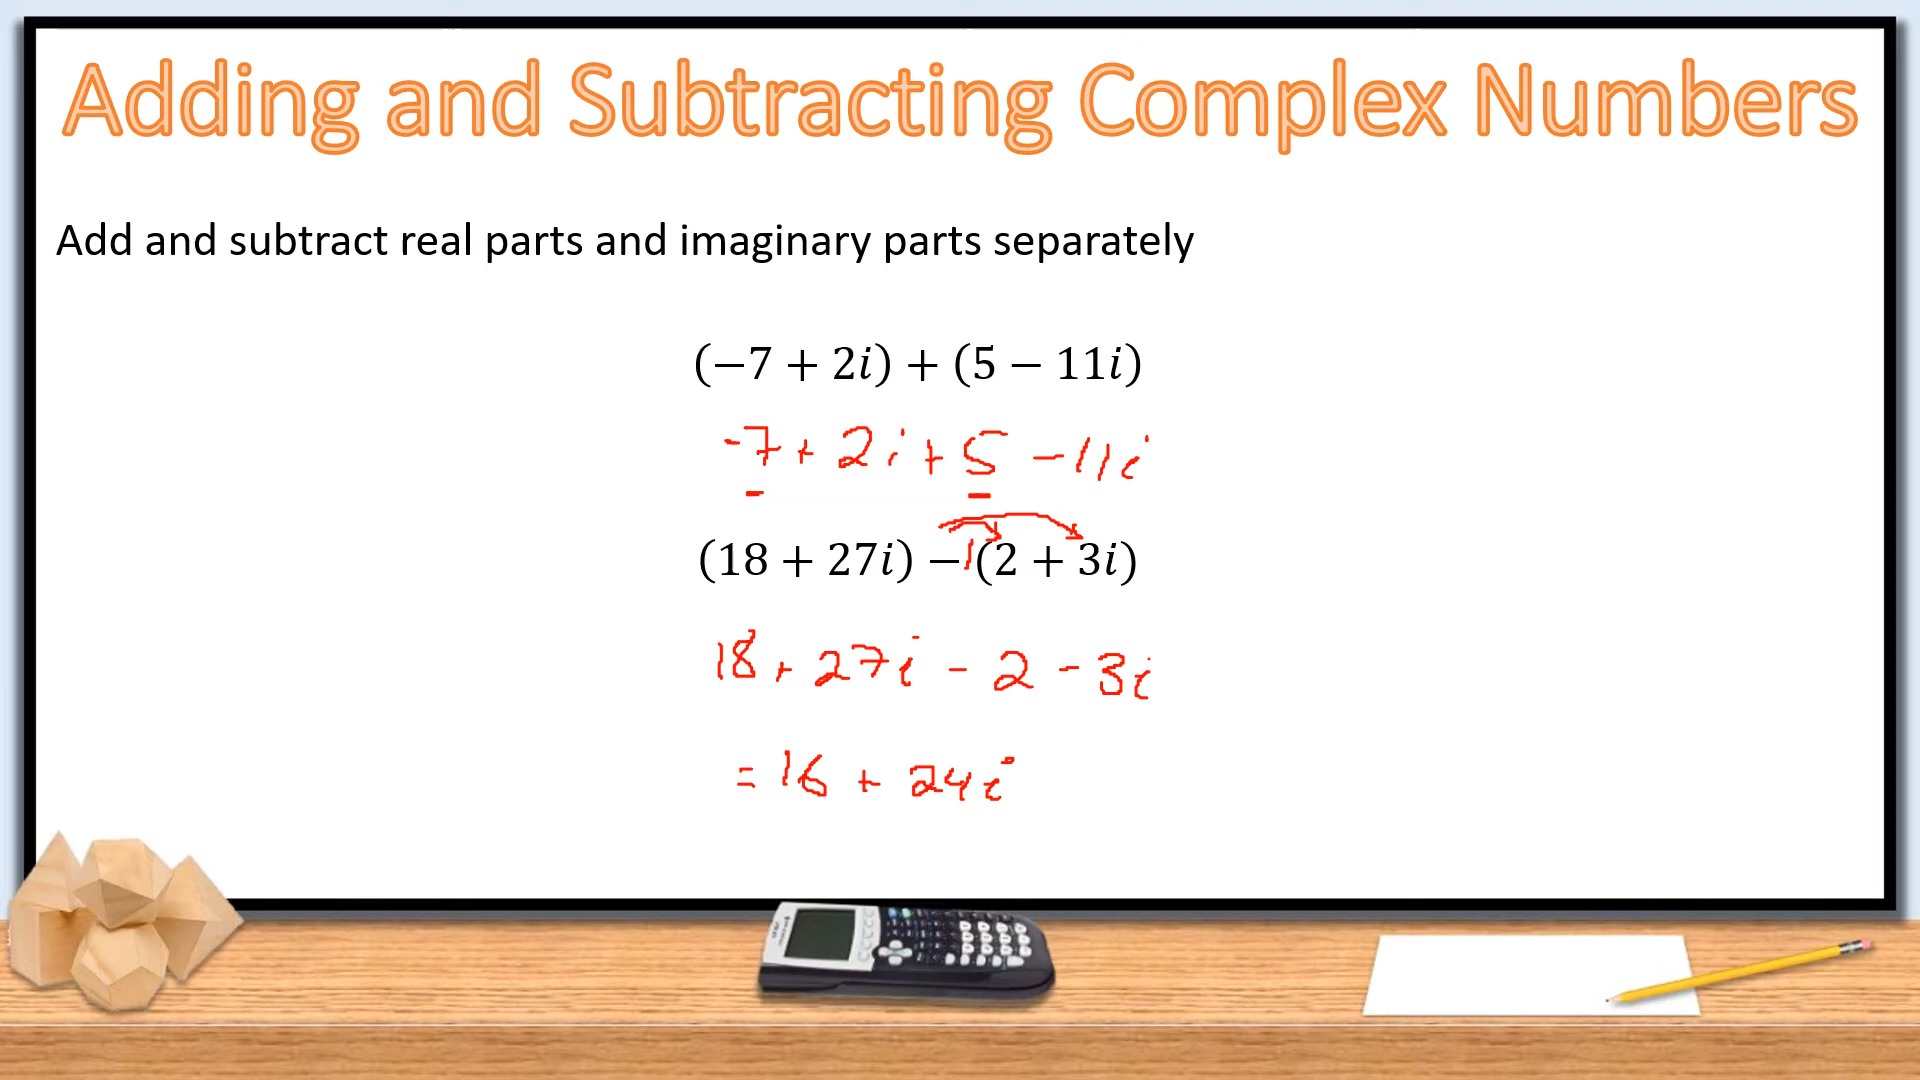 Adding and Subtracting Complex Numbers
Add and subtract real parts and imaginary parts separately
(−7 + 2i) + (5 − 11i)
-7 + 2i + 5 - 11i
(18 + 27i) − 1(2 + 3i)
18 + 27i - 2 - 3i
= 16 + 24i